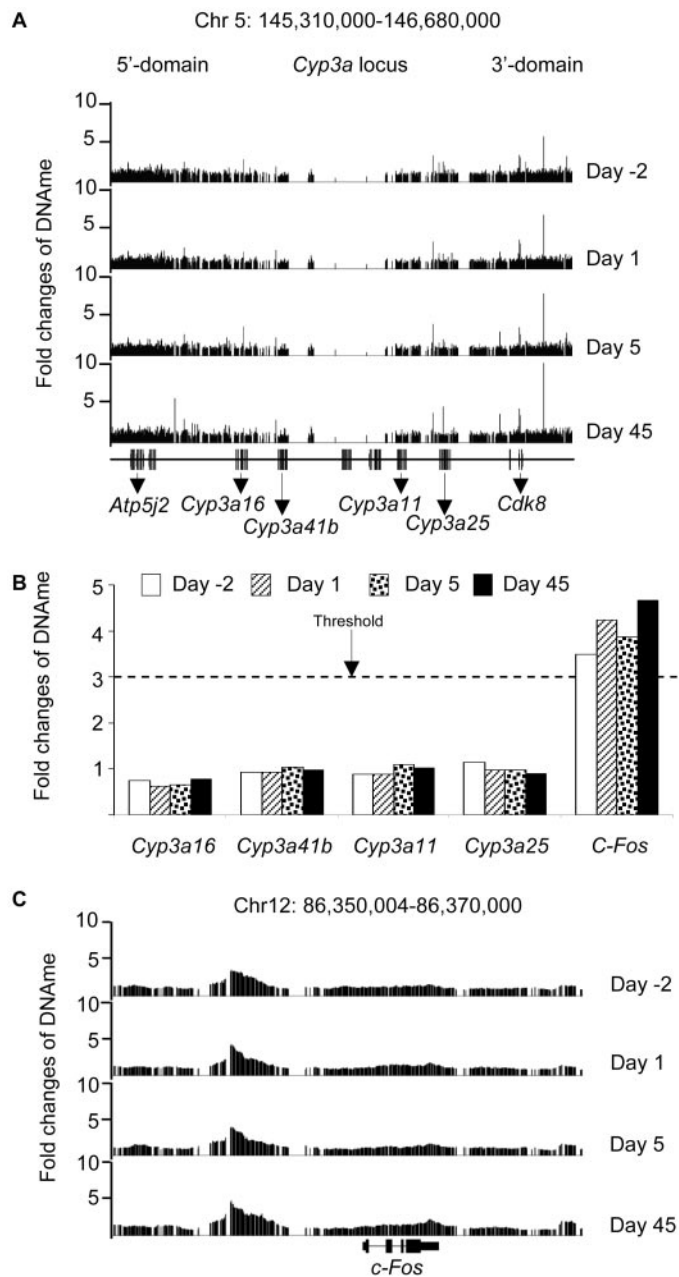 A
Chr 5: 145,310,000-146,680,000
5'-domain Cyp3a locus 3'-domain
Fold changes of DNAme
10
5
Day -2
10
5
Day 1
10
5
Day 5
10
5
Day 45
Atp5j2 Cyp3a16 Cyp3a41b Cyp3a11 Cyp3a25 Cdk8
B
Day -2 Day 1 Day 5 Day 45
Threshold
Fold changes of DNAme
5
4
3
2
1
Cyp3a16 Cyp3a41b Cyp3a11 Cyp3a25 C-Fos
C
Chr12: 86,350,004-86,370,000
Fold changes of DNAme
10
5
Day -2
10
5
Day 1
10
5
Day 5
10
5
Day 45
c-Fos